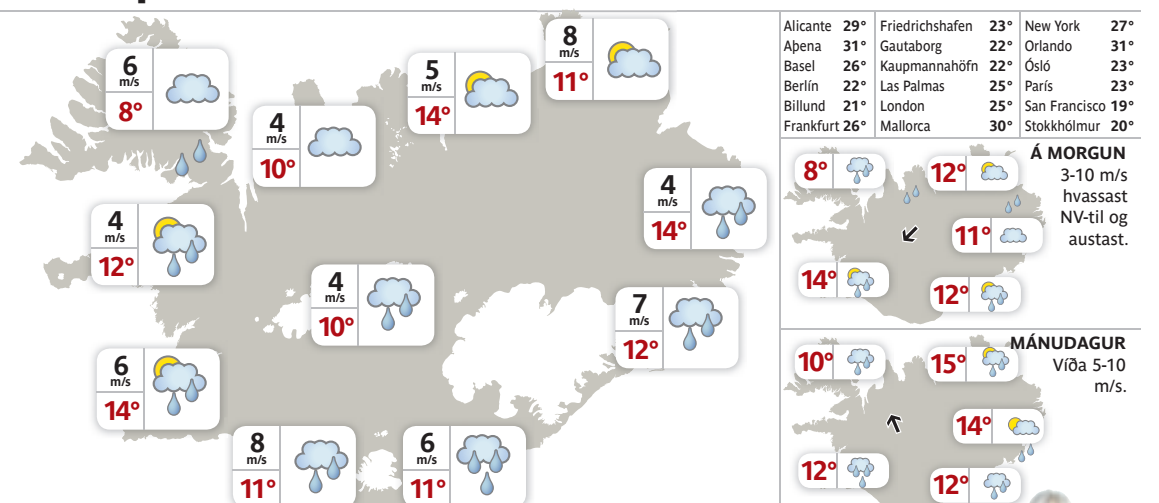 8
m/s
11°
6
m/s
8°
5
m/s
14°
4
m/s
10°
4
m/s
14°
4
m/s
12°
4
m/s
10°
7
m/s
12°
6
m/s
14°
8
m/s
11°
6
m/s
11°
Alicante 29°
Aþena 31°
Basel 26°
Berlín 22°
Billund 21°
Frankfurt 26°
Friedrichshafen 23°
Gautaborg 22°
Kaupmannahöfn 22°
Las Palmas 25°
London 25°
Mallorca 30°
New York 27°
Orlando 31°
Ósló 23°
París 23°
San Francisco 19°
Stokkhólmur 20°
Á MORGUN
3-10 m/s
hvassast
NV-til og
austast.
8°
12°
11°
14°
12°
MÁNUDAGUR
Víða 5-10
m/s.
10°
15°
14°
12°
12°